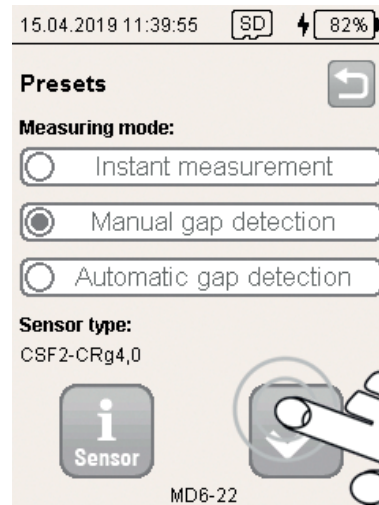 15.04.2019 11:39:55 SD 82%
Presets
Measuring mode:
Instant measurement
Manual gap detection
Automatic gap detection
Sensor type:
CSF2-CRg4,0
i
Sensor
MD6-22